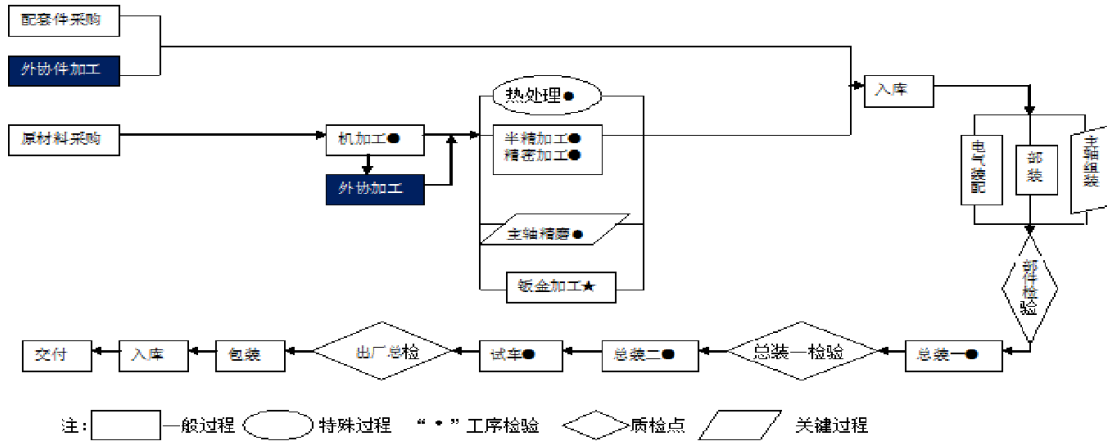 配套件采购
外协件加工
入库
热处理●
原材料采购
机加工●
半精加工●
精密加工●
外协加工
电气装配
部装
主轴组装
主轴精磨●
钣金加工★
部件检验
交付
入库
包装
出厂总检
试车●
总装二●
总装一检验
总装一●
注：
一般过程
特殊过程
“•”工序检验
质检点
关键过程